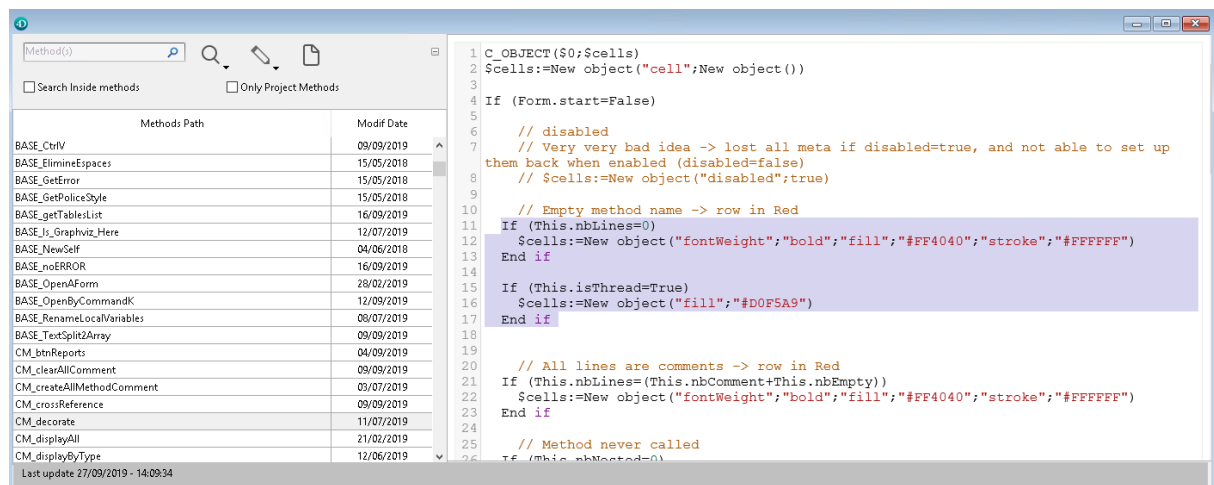 Method(s)
Search Inside methods
Only Project Methods
Methods Path Modif Date
BASE_CtrlV 09/09/2019
BASE_ElimineEspaces 15/05/2018
BASE_GetError 15/05/2018
BASE_GetPoliceStyle 15/05/2018
BASE_getTablesList 16/09/2019
BASE_Is_Graphviz_Here 12/07/2019
BASE_NewSelf 04/06/2018
BASE_noERROR 16/09/2019
BASE_OpenAForm 28/02/2019
BASE_OpenByCommandK 12/09/2019
BASE_RenameLocalVariables 08/07/2019
BASE_TextSplit2Array 09/09/2019
CM_btnReports 04/09/2019
CM_clearAllComment 09/09/2019
CM_createAllMethodComment 03/07/2019
CM_crossReference 09/09/2019
CM_decorate 11/07/2019
CM_displayAll 21/02/2019
CM_displayByType 12/06/2019
Last update 27/09/2019 - 14:09:34
1 C_OBJECT($0;$cells)
2 $cells:=New object("cell";New object())
3
4 If (Form.start=False)
5
6 // disabled
7 // Very very bad idea -> lost all meta if disabled=true, and not able to set up
them back when enabled (disabled=false)
8 // $cells:=New object("disabled";true)
9
10 // Empty method name -> row in Red
11 If (This.nbLines=0)
12 $cells:=New object("fontWeight";"bold";"fill";"#FF4040";"stroke";"#FFFFFF")
13 End if
14
15 If (This.isThread=True)
16 $cells:=New object("fill";"#D0F5A9")
17 End if
18
19
20 // All lines are comments -> row in Red
21 If (This.nbLines=(This.nbComment+This.nbEmpty))
22 $cells:=New object("fontWeight";"bold";"fill";"#FF4040";"stroke";"#FFFFFF")
23 End if
24
25 // Method never called
26 If (This.nbNested=0)